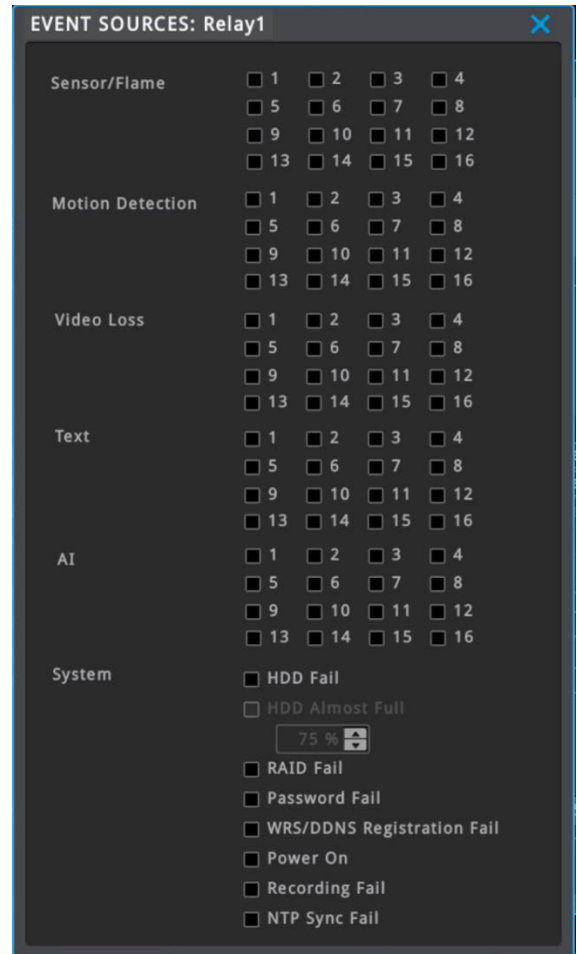 EVENT SOURCES: Relay1
Sensor/Flame 1 2 3 4
5 6 7 8
9 10 11 12
13 14 15 16
Motion Detection 1 2 3 4
5 6 7 8
9 10 11 12
13 14 15 16
Video Loss 1 2 3 4
5 6 7 8
9 10 11 12
13 14 15 16
Text 1 2 3 4
5 6 7 8
9 10 11 12
13 14 15 16
AI 1 2 3 4
5 6 7 8
9 10 11 12
13 14 15 16
System HDD Fail
HDD Almost Full
75 %
RAID Fail
Password Fail
WRS/DDNS Registration Fail
Power On
Recording Fail
NTP Sync Fail